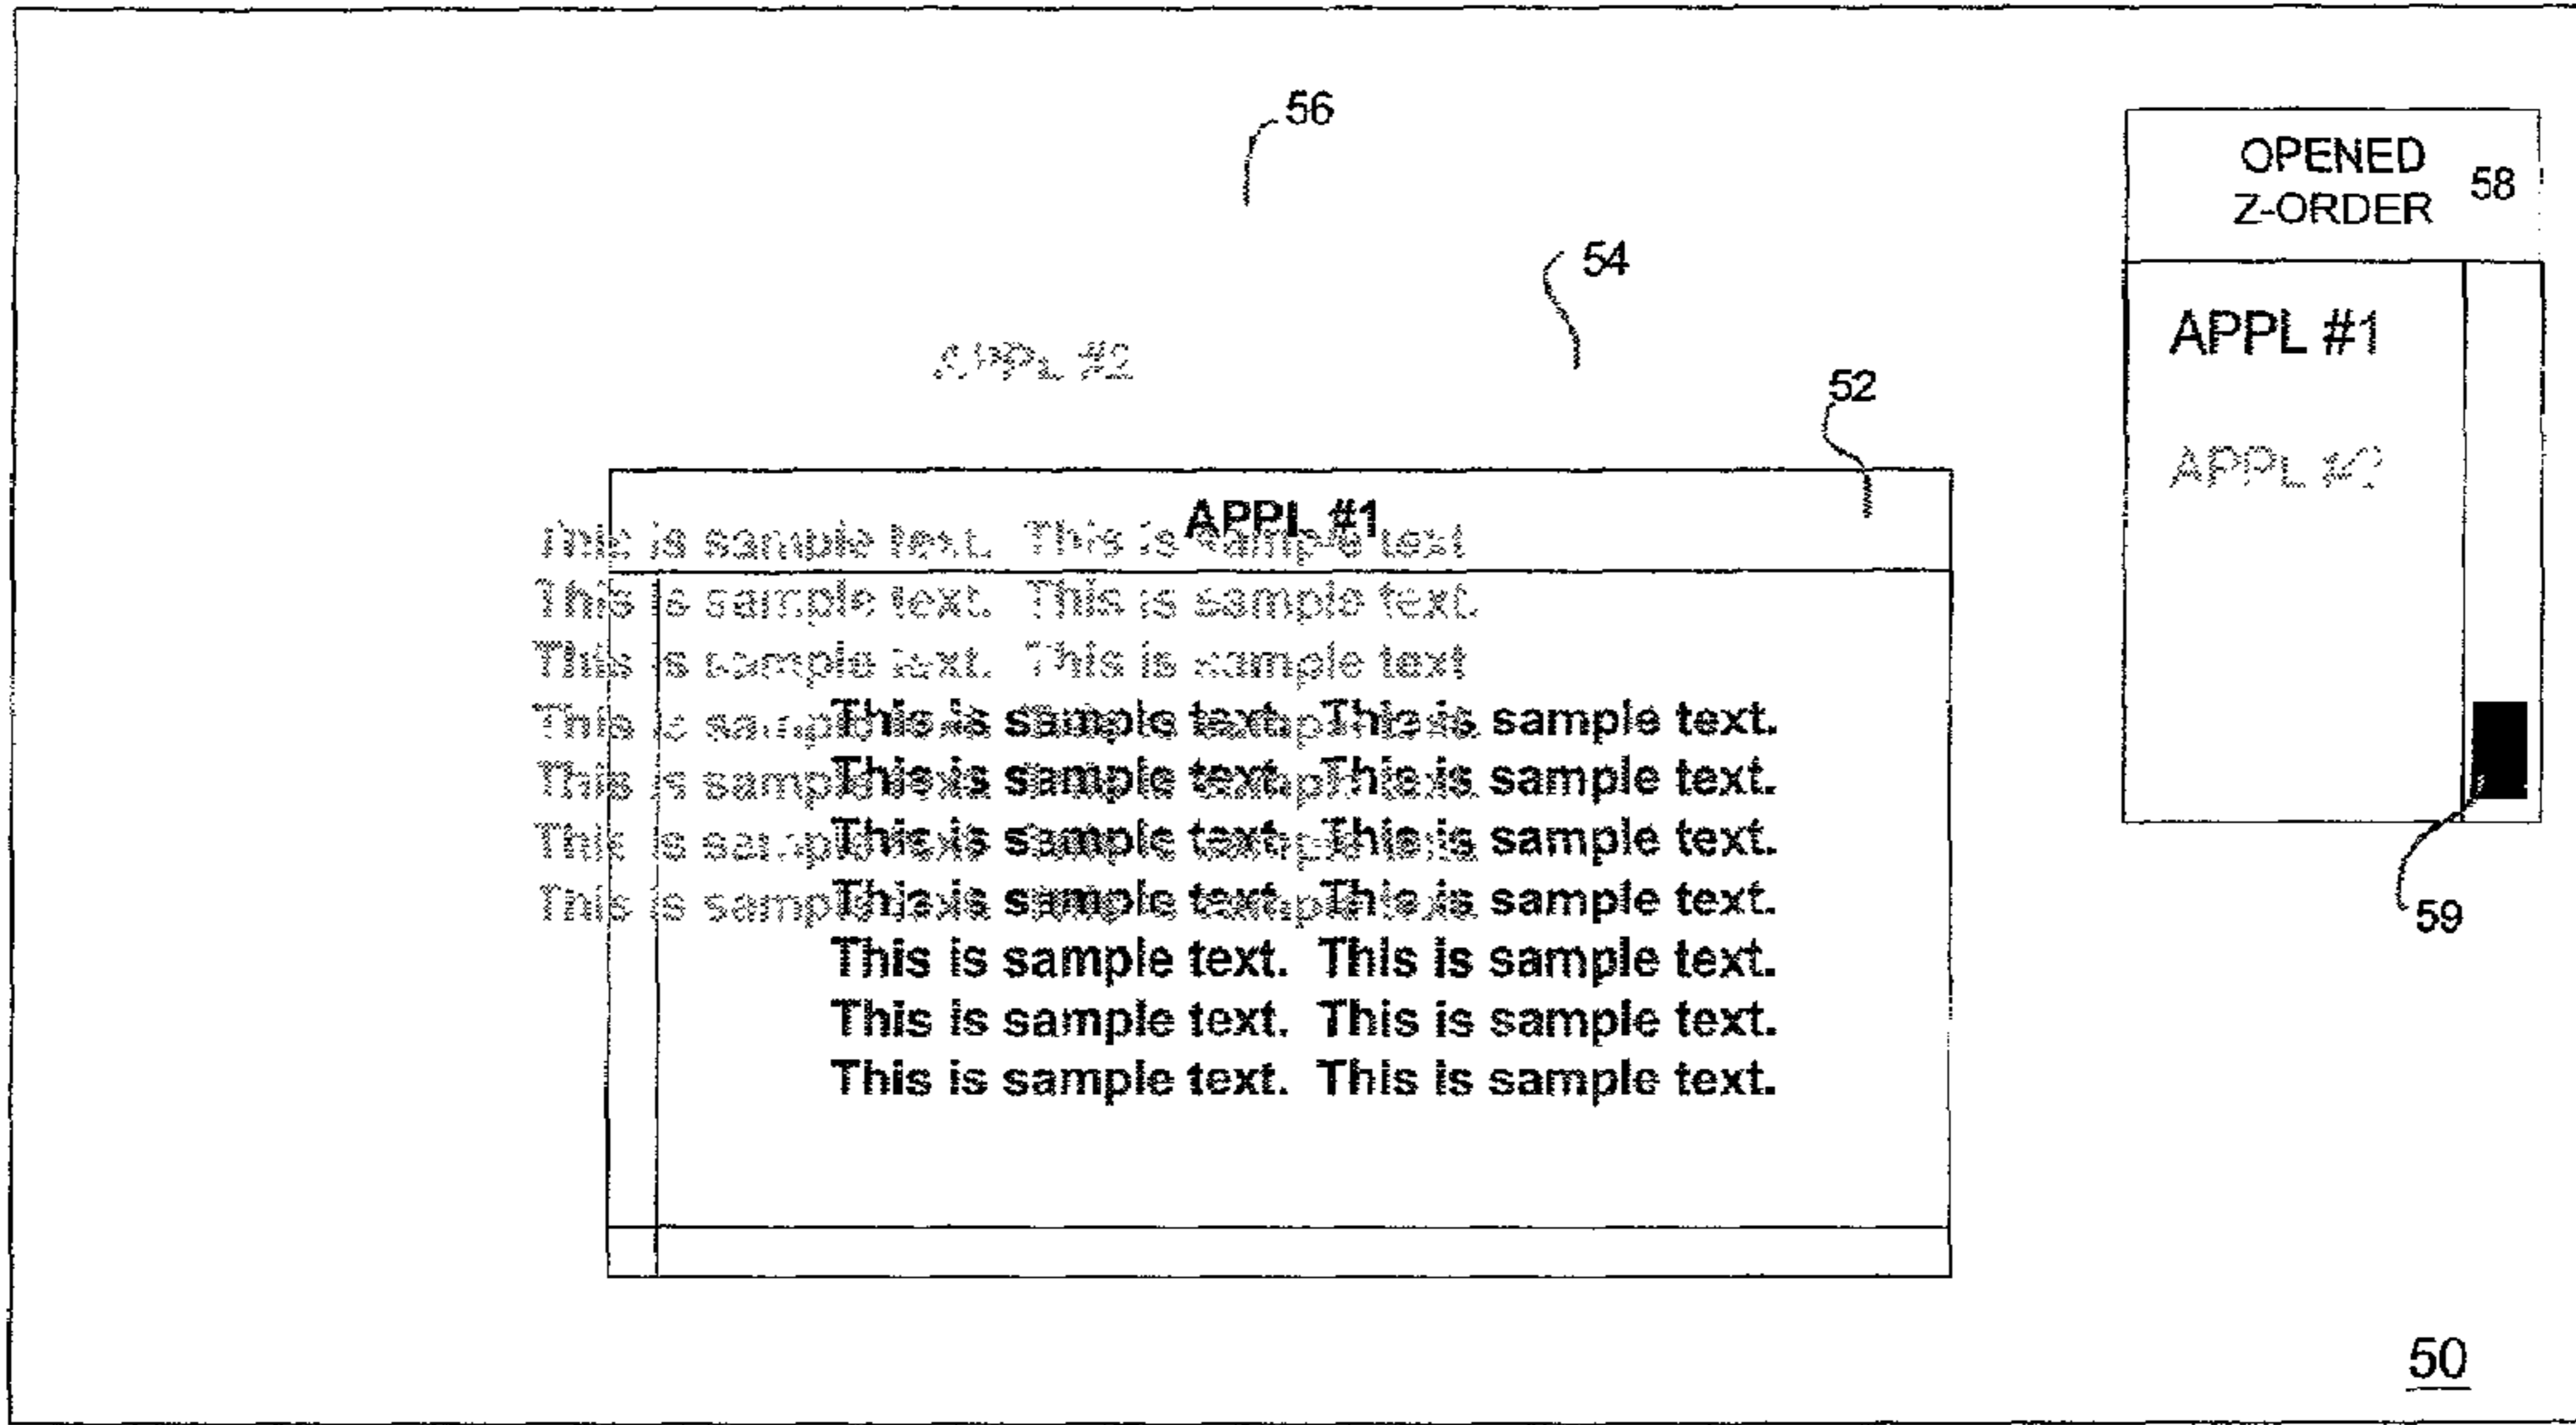 56
OPENED
Z-ORDER
58
54
APPL #1
APPL #2
52
APPL #2
APPL #1
This is sample text. This is sample text
This is sample text. This is sample text.
This is sample text. This is sample text
This is sample text. This is sample text.
This is sample text. This is sample text.
This is sample text. This is sample text.
This is sample text. This is sample text.
This is sample text. This is sample text.
This is sample text. This is sample text.
This is sample text. This is sample text.
59
50